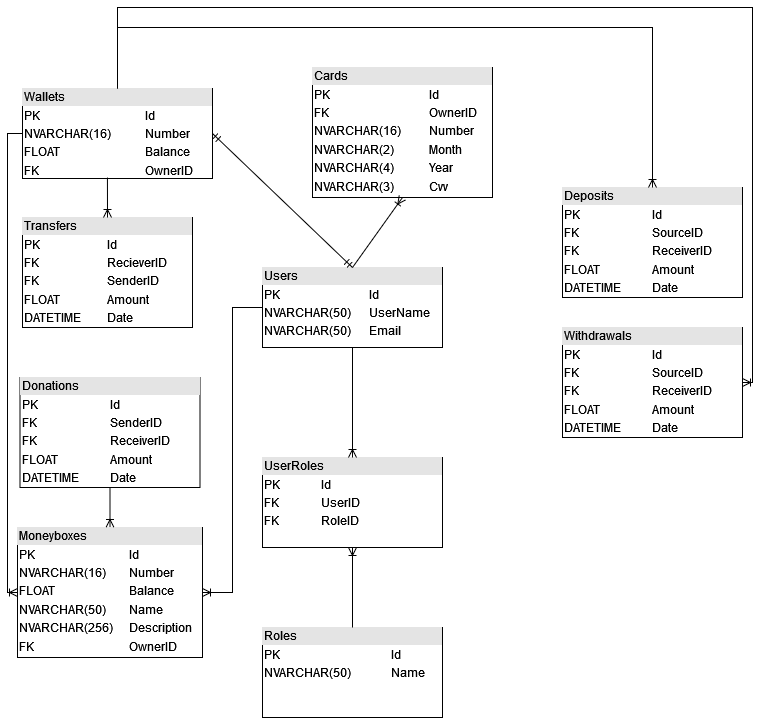 Wallets
PK Id
NVARCHAR(16) Number
FLOAT Balance
FK OwnerID
Cards
PK Id
FK OwnerID
NVARCHAR(16) Number
NVARCHAR(2) Month
NVARCHAR(4) Year
NVARCHAR(3) Cvv
Transfers
PK Id
FK RecieverID
FK SenderID
FLOAT Amount
DATETIME Date
Deposits
PK Id
FK SourceID
FK ReceiverID
FLOAT Amount
DATETIME Date
Users
PK Id
NVARCHAR(50) UserName
NVARCHAR(50) Email
Withdrawals
PK Id
FK SourceID
FK ReceiverID
FLOAT Amount
DATETIME Date
Donations
PK Id
FK SenderID
FK ReceiverID
FLOAT Amount
DATETIME Date
UserRoles
PK Id
FK UserID
FK RoleID
Moneyboxes
PK Id
NVARCHAR(16) Number
FLOAT Balance
NVARCHAR(50) Name
NVARCHAR(256) Description
FK OwnerID
Roles
PK Id
NVARCHAR(50) Name